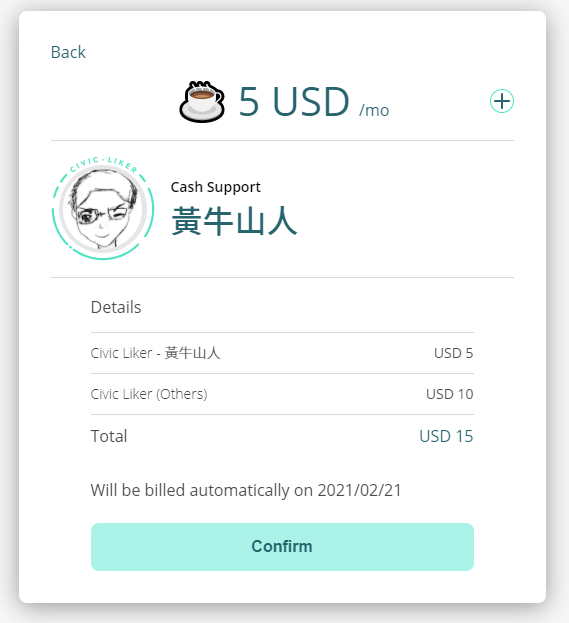 Back
5 USD /mo
CIVIC · LIKER
Cash Support
黃牛山人
Details
Civic Liker - 黃牛山人 USD 5
Civic Liker (Others) USD 10
Total USD 15
Will be billed automatically on 2021/02/21
Confirm